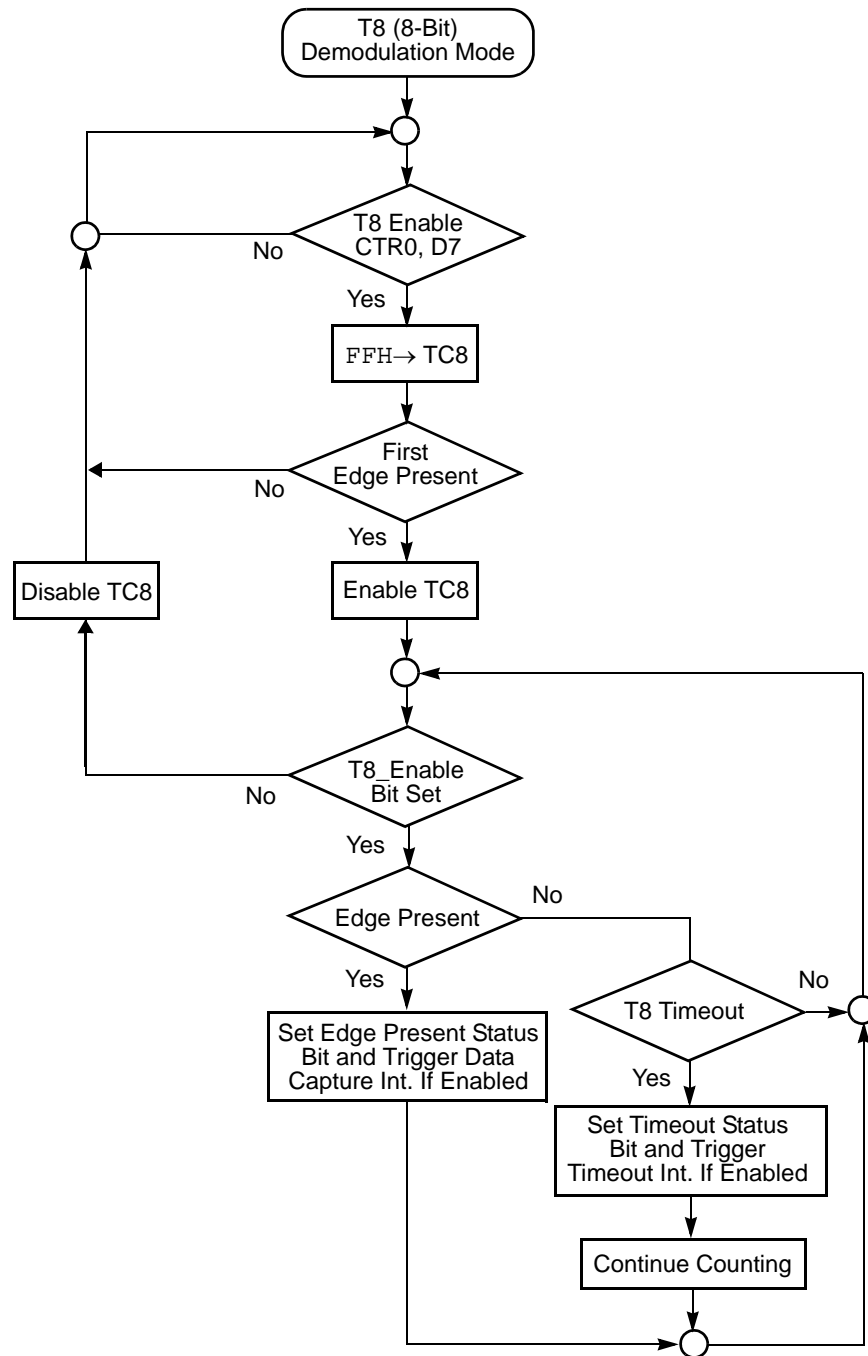 T8 (8-Bit)
Demodulation Mode
T8 Enable
CTR0, D7
No
Yes
FFH→ TC8
First
Edge Present
No
Yes
Disable TC8
Enable TC8
T8_Enable
Bit Set
No
Yes
Edge Present
No
Yes
T8 Timeout
No
Set Edge Present Status
Bit and Trigger Data
Capture Int. If Enabled
Yes
Set Timeout Status
Bit and Trigger
Timeout Int. If Enabled
Continue Counting